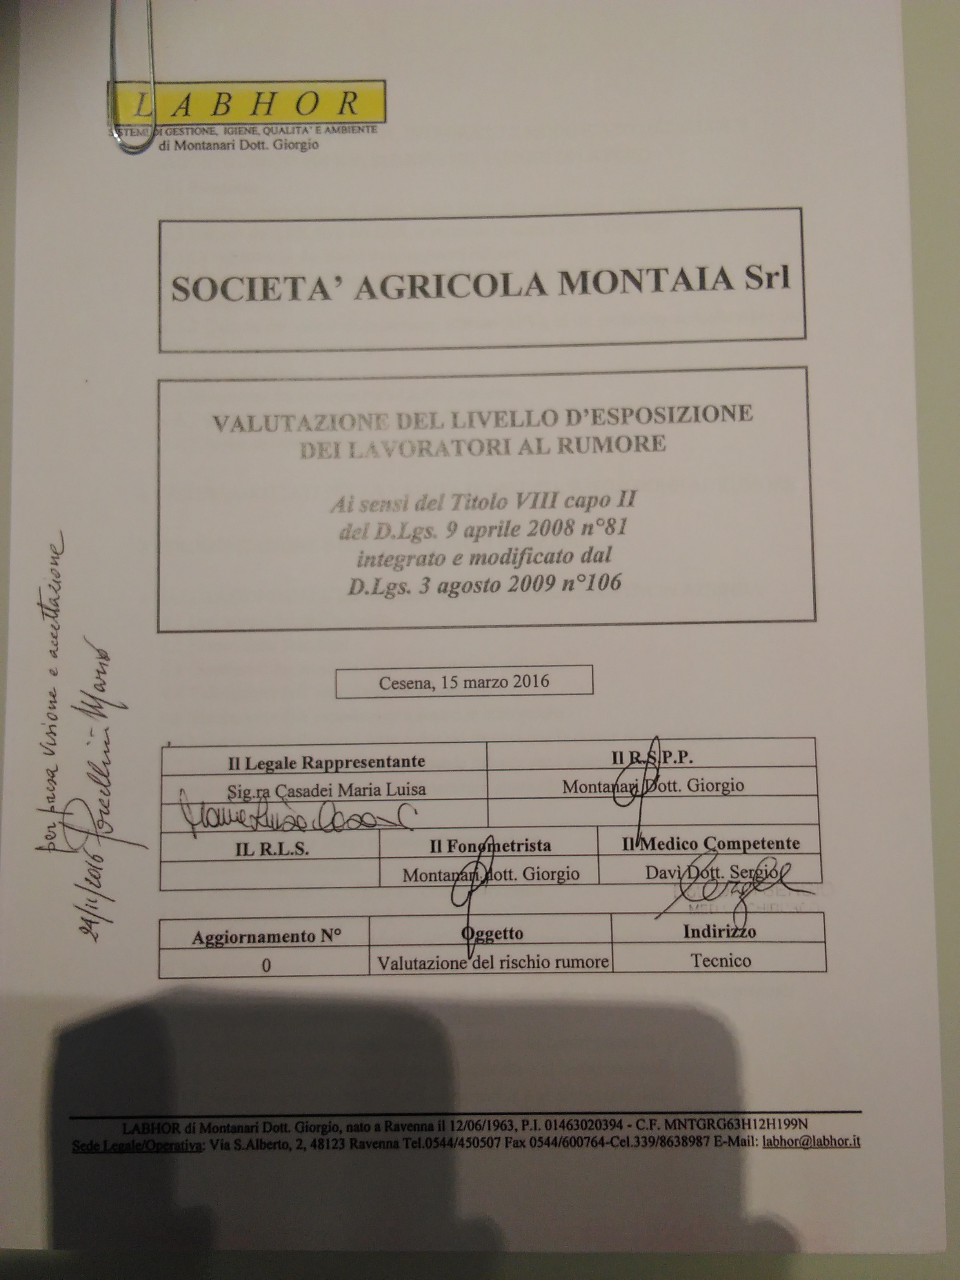 LABHOR
SISTEMI DI GESTIONE, IGIENE, QUALITA' E AMBIENTE
di Montanari Dott. Giorgio
SOCIETA' AGRICOLA MONTAIA Srl
VALUTAZIONE DEL LIVELLO D'ESPOSIZIONE
DEI LAVORATORI AL RUMORE
Ai sensi del Titolo VIII capo II
del D.Lgs. 9 aprile 2008 n°81
integrato e modificato dal
D.Lgs. 3 agosto 2009 n°106
per presa visione e accettazione
24/11/2016 Porcellini Mario
Cesena, 15 marzo 2016
Il Legale Rappresentante Il R.S.P.P.
Sig.ra Casadei Maria Luisa Montanari Dott. Giorgio
IL R.L.S. Il Fonometrista Il Medico Competente
Montanari dott. Giorgio Davì Dott. Sergio
Aggiornamento N° Oggetto Indirizzo
0 Valutazione del rischio rumore Tecnico
LABHOR di Montanari Dott. Giorgio, nato a Ravenna il 12/06/1963, P.I. 01463020394 - C.F. MNTGRG63H12H199N
Sede Legale/Operativa: Via S.Alberto, 2, 48123 Ravenna Tel.0544/450507 Fax 0544/600764-Cel.339/8638987 E-Mail: labhor@labhor.it